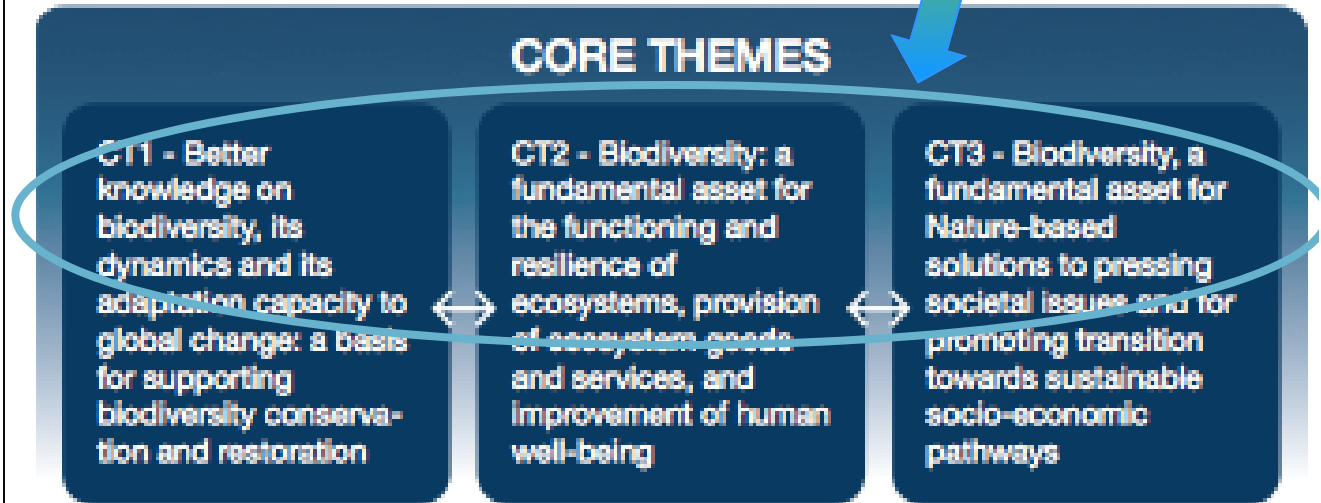 CORE THEMES
CT1 - Better
knowledge on
biodiversity, its
dynamics and its
adaptation capacity to
global change: a basis
for supporting
biodiversity conserva-
tion and restoration
CT2 - Biodiversity: a
fundamental asset for
the functioning and
resilience of
ecosystems, provision
of ecosystem goods
and services, and
improvement of human
well-being
CT3 - Biodiversity, a
fundamental asset for
Nature-based
solutions to pressing
societal issues and for
promoting transition
towards sustainable
socio-economic
pathways